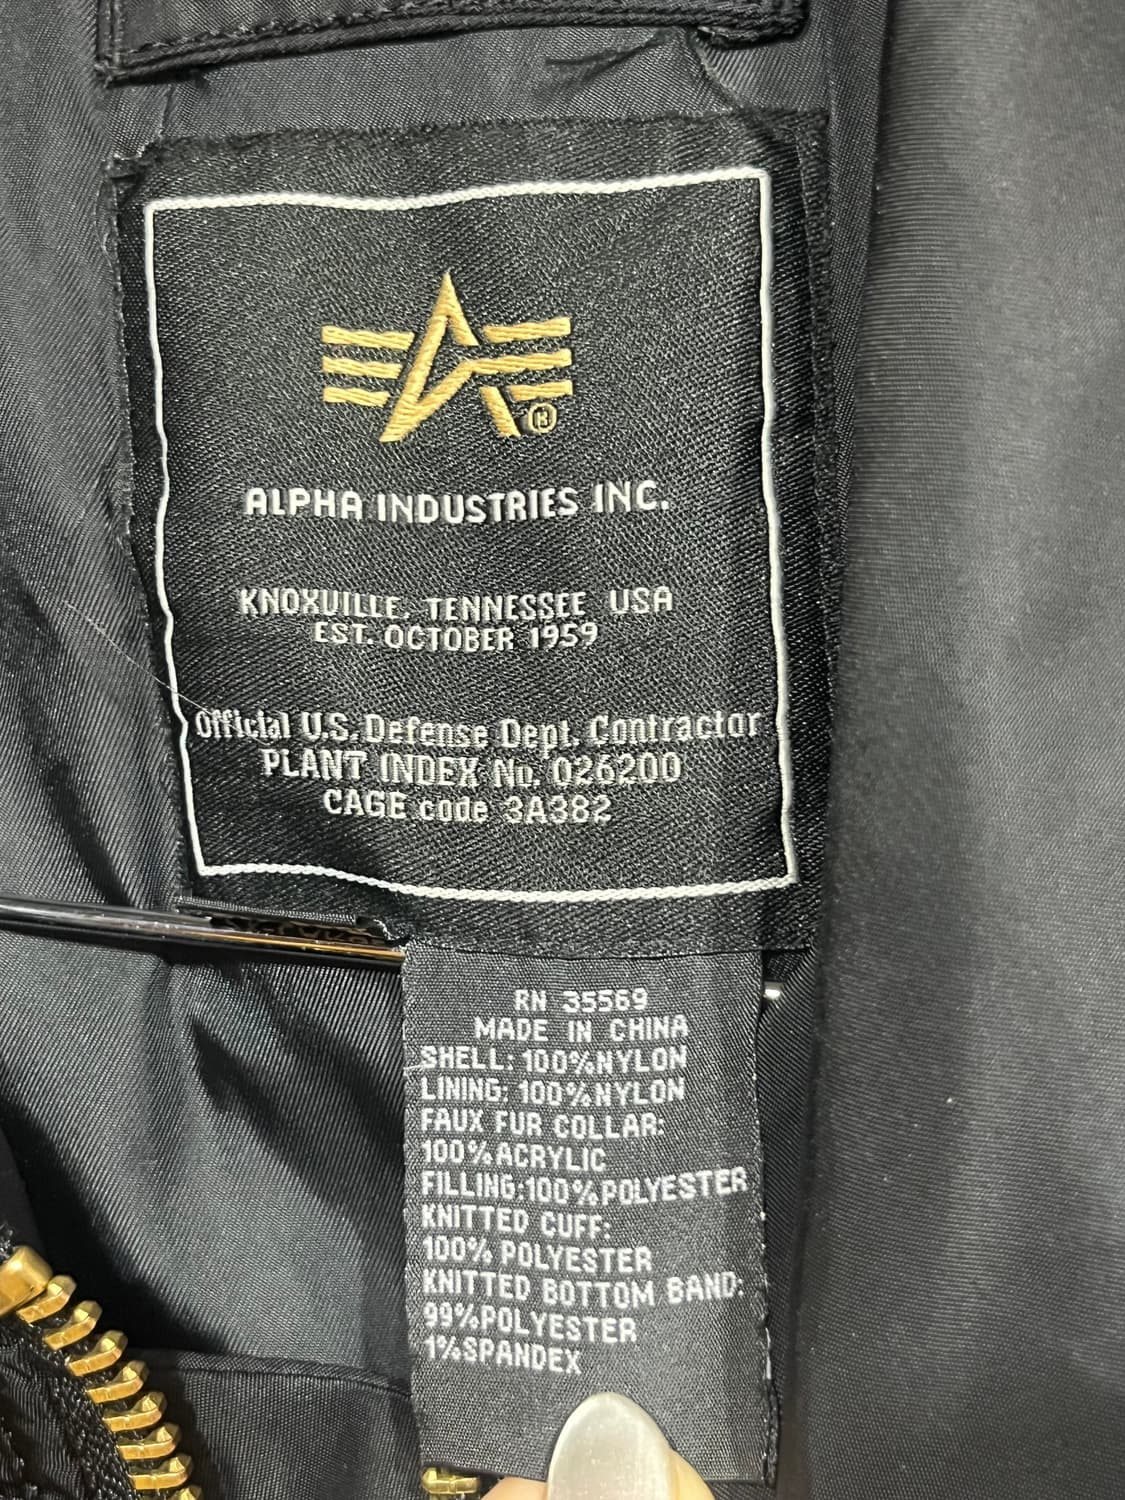 ALPHA INDUSTRIES INC.
KNOXVILLE, TENNESSEE USA
EST. OCTOBER 1959
Official U.S. Defense Dept. Contractor
PLANT INDEX No. 026200
CAGE code 3A382
RN 35569
MADE IN CHINA
SHELL: 100%NYLON
LINING: 100%NYLON
FAUX FUR COLLAR:
100%ACRYLIC
FILLING:100%POLYESTER
KNITTED CUFF:
100% POLYESTER
KNITTED BOTTOM BAND:
99%POLYESTER
1%SPANDEX